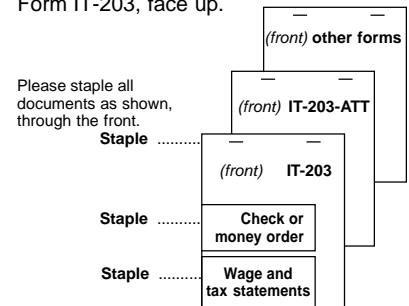 Form IT-203, face up.
(front) other forms
Please staple all
documents as shown,
through the front.
(front) IT-203-ATT
Staple ..........
(front) IT-203
Staple ..........
Check or
money order
Staple ..........
Wage and
tax statements